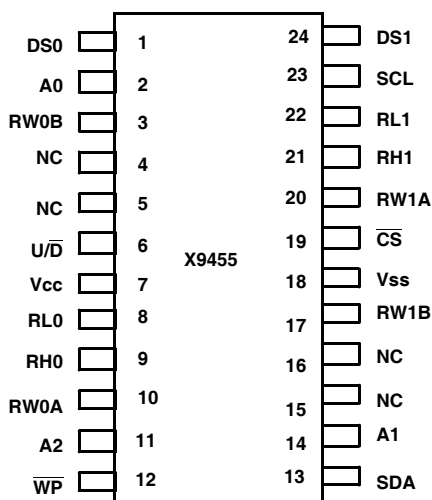 DS0 1 24 DS1
A0 2 23 SCL
RW0B 3 22 RL1
NC 4 21 RH1
NC 5 20 RW1A
U/D̅ 6 19 C̅S̅
X9455
Vcc 7 18 Vss
RL0 8 17 RW1B
RH0 9 16 NC
RW0A 10 15 NC
A2 11 14 A1
W̅P̅ 12 13 SDA